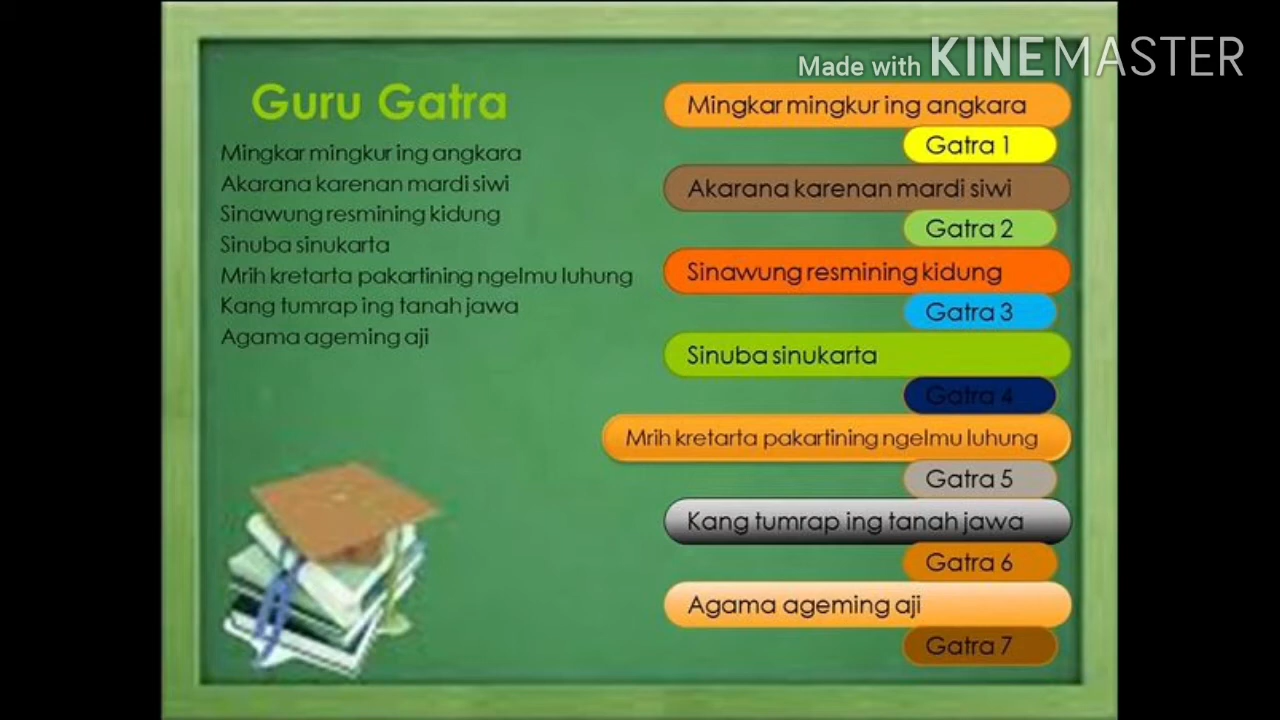 Made with KINEMASTER
Guru Gatra
Mingkar mingkur ing angkara
Akarana karenan mardi siwi
Sinawung resmining kidung
Sinuba sinukarta
Mrih kretarta pakartining ngelmu luhung
Kang tumrap ing tanah jawa
Agama ageming aji
Mingkar mingkur ing angkara
Gatra 1
Akarana karenan mardi siwi
Gatra 2
Sinawung resmining kidung
Gatra 3
Sinuba sinukarta
Gatra 4
Mrih kretarta pakartining ngelmu luhung
Gatra 5
Kang tumrap ing tanah jawa
Gatra 6
Agama ageming aji
Gatra 7